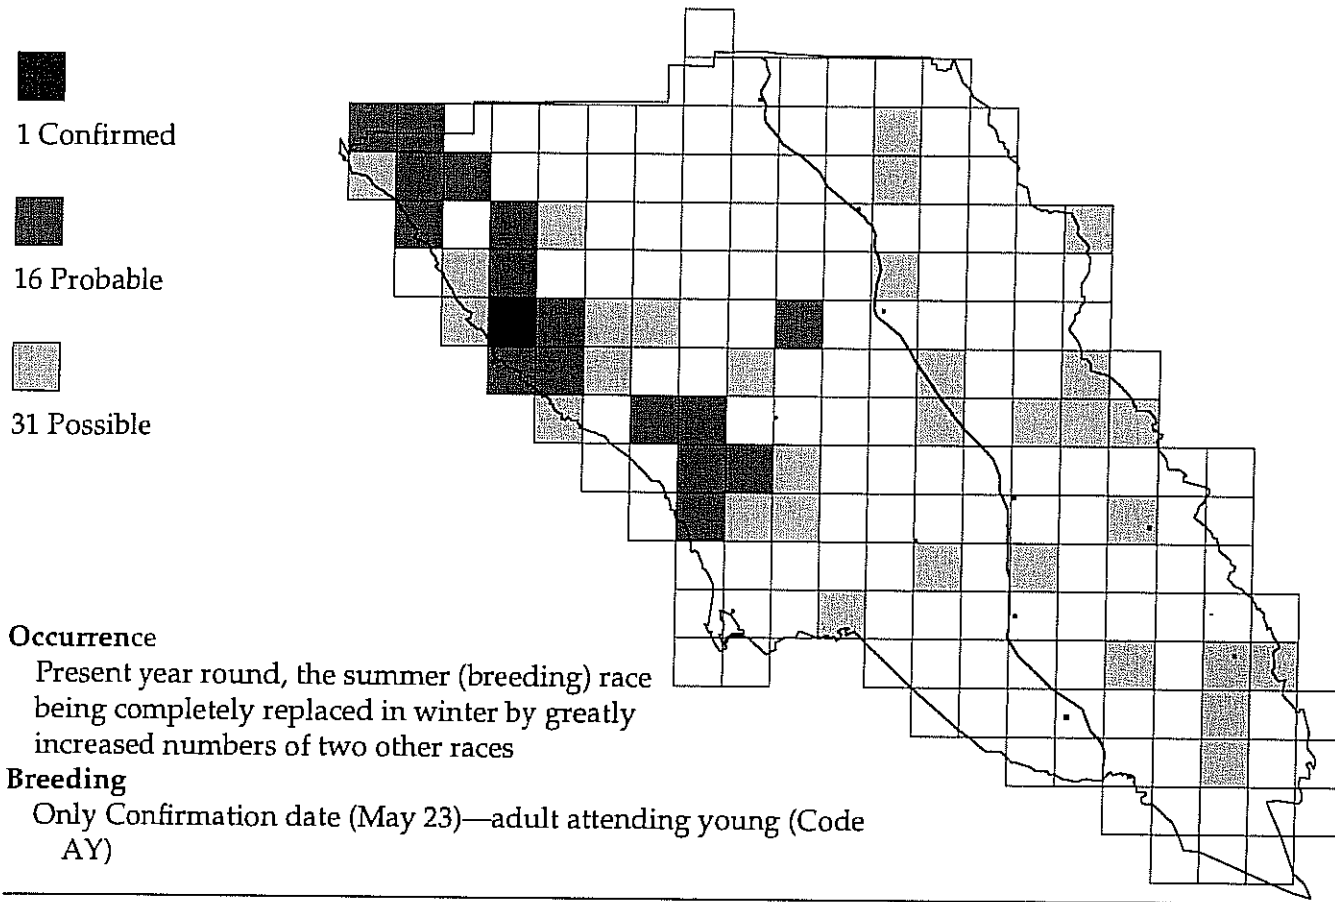 1 Confirmed
16 Probable
31 Possible
Occurrence
Present year round, the summer (breeding) race
being completely replaced in winter by greatly
increased numbers of two other races
Breeding
Only Confirmation date (May 23)—adult attending young (Code
AY)